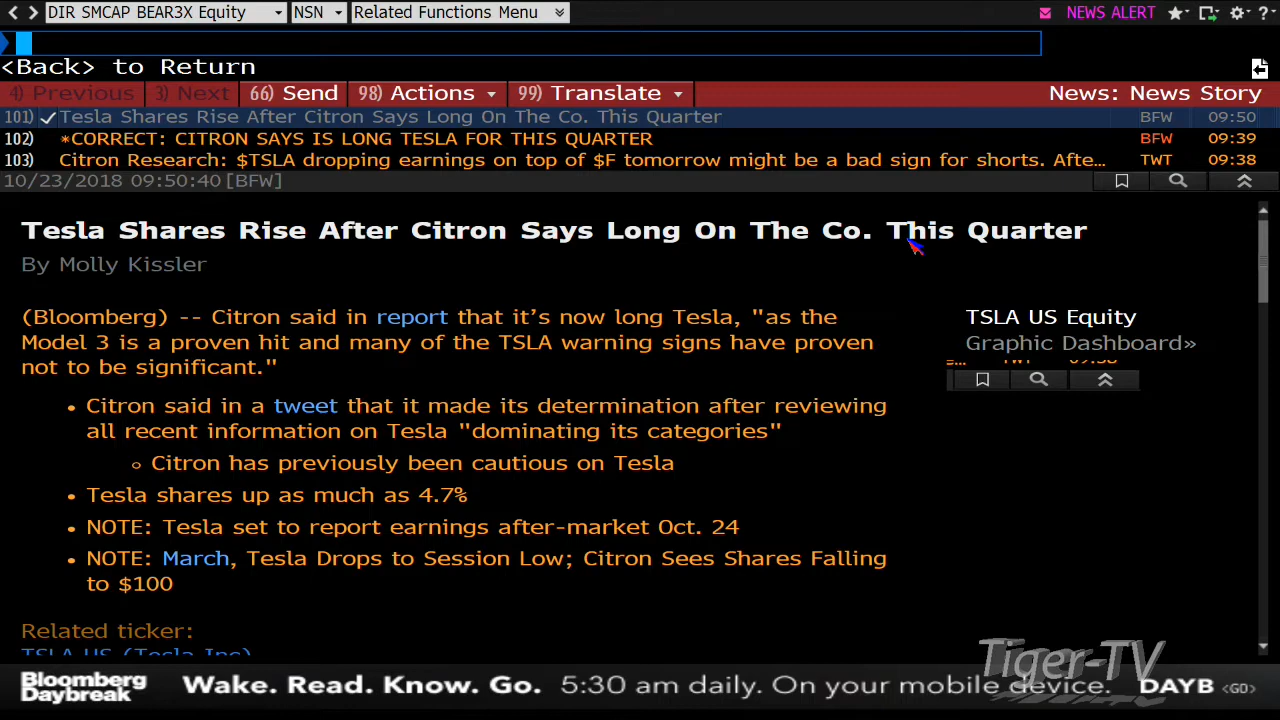 DIR SMCAP BEAR3X Equity NSN Related Functions Menu NEWS ALERT ?
<Back> to Return
4) Previous 3) Next 66) Send 98) Actions 99) Translate News: News Story
101) Tesla Shares Rise After Citron Says Long On The Co. This Quarter BFW 09:50
102) *CORRECT: CITRON SAYS IS LONG TESLA FOR THIS QUARTER BFW 09:39
103) Citron Research: $TSLA dropping earnings on top of $F tomorrow might be a bad sign for shorts. Afte… TWT 09:38
10/23/2018 09:50:40 [BFW]
Tesla Shares Rise After Citron Says Long On The Co. This Quarter
By Molly Kissler
(Bloomberg) -- Citron said in report that it’s now long Tesla, "as the
Model 3 is a proven hit and many of the TSLA warning signs have proven
not to be significant."
• Citron said in a tweet that it made its determination after reviewing
all recent information on Tesla "dominating its categories"
○ Citron has previously been cautious on Tesla
• Tesla shares up as much as 4.7%
• NOTE: Tesla set to report earnings after-market Oct. 24
• NOTE: March, Tesla Drops to Session Low; Citron Sees Shares Falling
to $100
Related ticker:
TSLA US (Tesla Inc)
TSLA US Equity
Graphic Dashboard»
Tiger-TV
Bloomberg
Daybreak
Wake. Read. Know. Go. 5:30 am daily. On your mobile device. DAYB <GO>